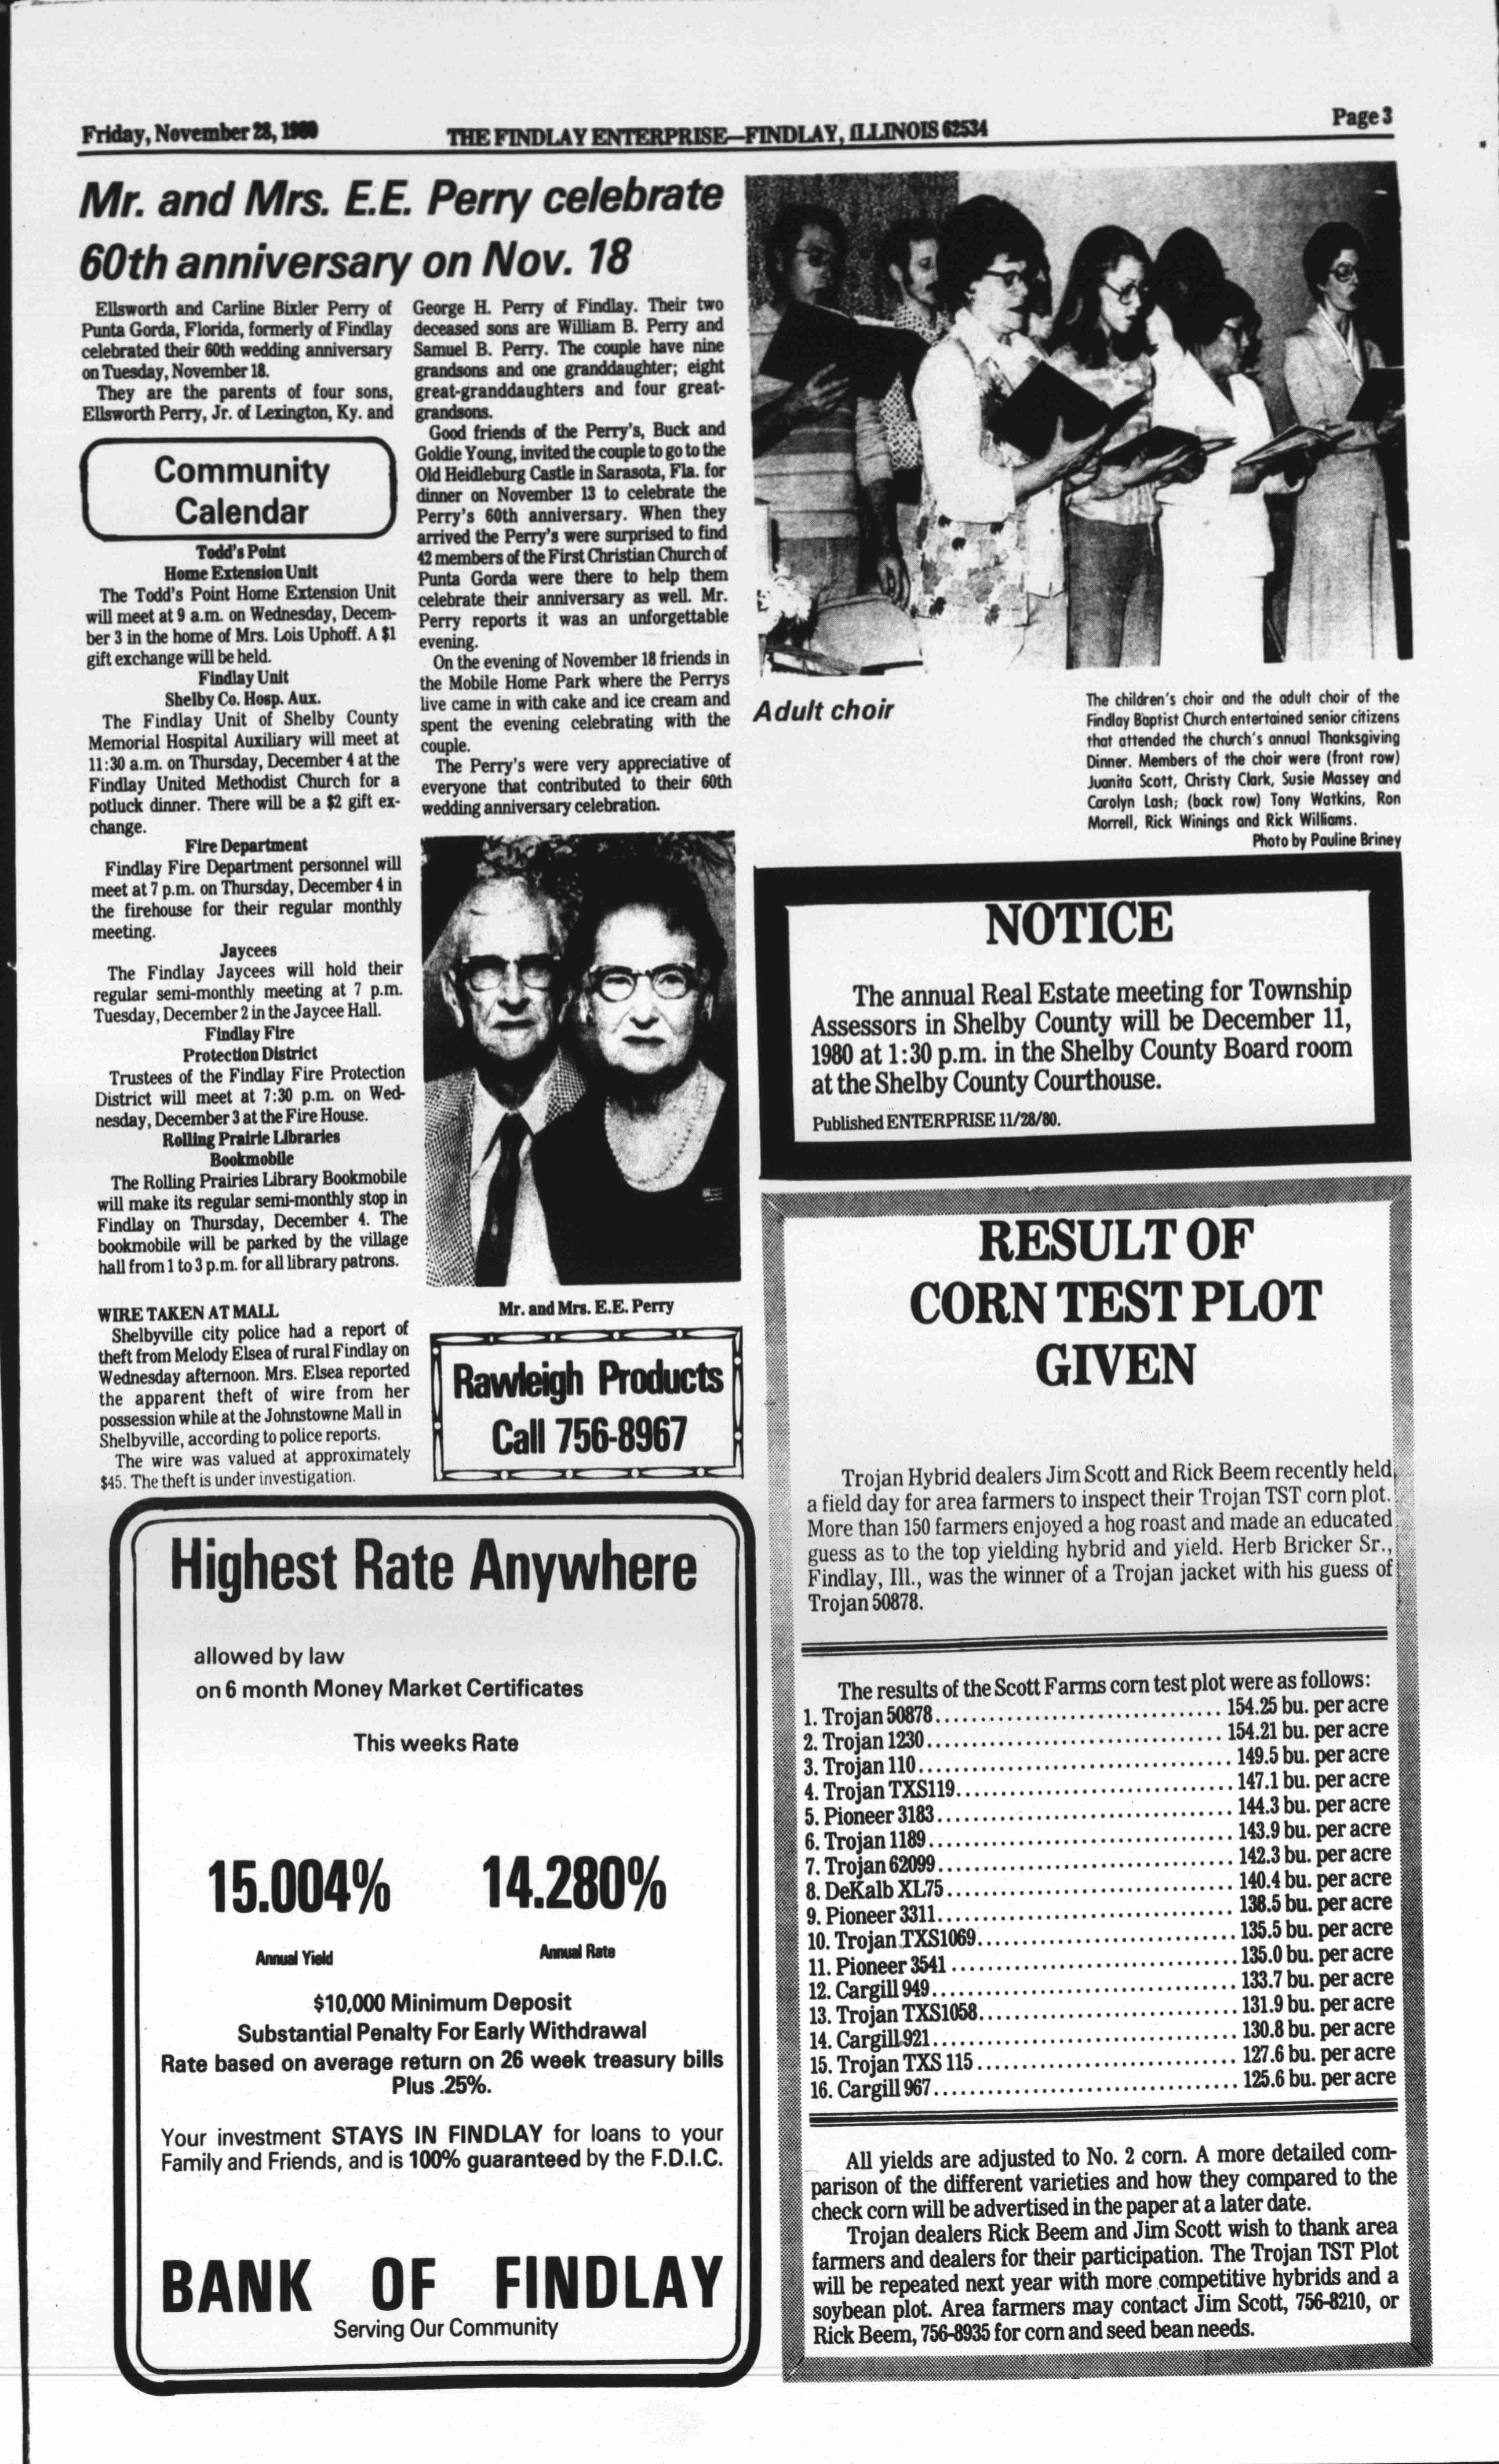 Friday, November 28, 1980
THE FINDLAY ENTERPRISE—FINDLAY, ILLINOIS 62534
Page 3
Mr. and Mrs. E.E. Perry celebrate
60th anniversary on Nov. 18
Ellsworth and Carline Bixler Perry of
Punta Gorda, Florida, formerly of Findlay
celebrated their 60th wedding anniversary
on Tuesday, November 18.
They are the parents of four sons,
Ellsworth Perry, Jr. of Lexington, Ky. and
George H. Perry of Findlay. Their two
deceased sons are William B. Perry and
Samuel B. Perry. The couple have nine
grandsons and one granddaughter; eight
great-granddaughters and four great-
grandsons.
Good friends of the Perry's, Buck and
Goldie Young, invited the couple to go to the
Old Heidleburg Castle in Sarasota, Fla. for
dinner on November 13 to celebrate the
Perry's 60th anniversary. When they
arrived the Perry's were surprised to find
42 members of the First Christian Church of
Punta Gorda were there to help them
celebrate their anniversary as well. Mr.
Perry reports it was an unforgettable
evening.
On the evening of November 18 friends in
the Mobile Home Park where the Perrys
live came in with cake and ice cream and
spent the evening celebrating with the
couple.
The Perry's were very appreciative of
everyone that contributed to their 60th
wedding anniversary celebration.
Mr. and Mrs. E.E. Perry
Community
Calendar
Todd's Point
Home Extension Unit
The Todd's Point Home Extension Unit
will meet at 9 a.m. on Wednesday, Decem-
ber 3 in the home of Mrs. Lois Uphoff. A $1
gift exchange will be held.
Findlay Unit
Shelby Co. Hosp. Aux.
The Findlay Unit of Shelby County
Memorial Hospital Auxiliary will meet at
11:30 a.m. on Thursday, December 4 at the
Findlay United Methodist Church for a
potluck dinner. There will be a $2 gift ex-
change.
Fire Department
Findlay Fire Department personnel will
meet at 7 p.m. on Thursday, December 4 in
the firehouse for their regular monthly
meeting.
Jaycees
The Findlay Jaycees will hold their
regular semi-monthly meeting at 7 p.m.
Tuesday, December 2 in the Jaycee Hall.
Findlay Fire
Protection District
Trustees of the Findlay Fire Protection
District will meet at 7:30 p.m. on Wed-
nesday, December 3 at the Fire House.
Rolling Prairie Libraries
Bookmobile
The Rolling Prairies Library Bookmobile
will make its regular semi-monthly stop in
Findlay on Thursday, December 4. The
bookmobile will be parked by the village
hall from 1 to 3 p.m. for all library patrons.
WIRE TAKEN AT MALL
Shelbyville city police had a report of
theft from Melody Elsea of rural Findlay on
Wednesday afternoon. Mrs. Elsea reported
the apparent theft of wire from her
possession while at the Johnstowne Mall in
Shelbyville, according to police reports.
The wire was valued at approximately
$45. The theft is under investigation.
Rawleigh Products
Call 756-8967
Highest Rate Anywhere
allowed by law
on 6 month Money Market Certificates
This weeks Rate
15.004% 14.280%
Annual Yield Annual Rate
$10,000 Minimum Deposit
Substantial Penalty For Early Withdrawal
Rate based on average return on 26 week treasury bills
Plus .25%.
Your investment STAYS IN FINDLAY for loans to your
Family and Friends, and is 100% guaranteed by the F.D.I.C.
BANK OF FINDLAY
Serving Our Community
Adult choir
The children's choir and the adult choir of the
Findlay Baptist Church entertained senior citizens
that attended the church's annual Thanksgiving
Dinner. Members of the choir were (front row)
Juanita Scott, Christy Clark, Susie Massey and
Carolyn Lash; (back row) Tony Watkins, Ron
Morrell, Rick Winings and Rick Williams.
Photo by Pauline Briney
NOTICE
The annual Real Estate meeting for Township
Assessors in Shelby County will be December 11,
1980 at 1:30 p.m. in the Shelby County Board room
at the Shelby County Courthouse.
Published ENTERPRISE 11/28/80.
RESULT OF
CORN TEST PLOT
GIVEN
Trojan Hybrid dealers Jim Scott and Rick Beem recently held
a field day for area farmers to inspect their Trojan TST corn plot.
More than 150 farmers enjoyed a hog roast and made an educated
guess as to the top yielding hybrid and yield. Herb Bricker Sr.,
Findlay, Ill., was the winner of a Trojan jacket with his guess of
Trojan 50878.
The results of the Scott Farms corn test plot were as follows:
1. Trojan 50878.......... 154.25 bu. per acre
2. Trojan 1230.......... 154.21 bu. per acre
3. Trojan 110.......... 149.5 bu. per acre
4. Trojan TXS119.......... 147.1 bu. per acre
5. Pioneer 3183.......... 144.3 bu. per acre
6. Trojan 1189.......... 143.9 bu. per acre
7. Trojan 62099.......... 142.3 bu. per acre
8. DeKalb XL75.......... 140.4 bu. per acre
9. Pioneer 3311.......... 138.5 bu. per acre
10. Trojan TXS1069.......... 135.5 bu. per acre
11. Pioneer 3541.......... 135.0 bu. per acre
12. Cargill 949.......... 133.7 bu. per acre
13. Trojan TXS1058.......... 131.9 bu. per acre
14. Cargill 921.......... 130.8 bu. per acre
15. Trojan TXS 115.......... 127.6 bu. per acre
16. Cargill 967.......... 125.6 bu. per acre
All yields are adjusted to No. 2 corn. A more detailed com-
parison of the different varieties and how they compared to the
check corn will be advertised in the paper at a later date.
Trojan dealers Rick Beem and Jim Scott wish to thank area
farmers and dealers for their participation. The Trojan TST Plot
will be repeated next year with more competitive hybrids and a
soybean plot. Area farmers may contact Jim Scott, 756-8210, or
Rick Beem, 756-8935 for corn and seed bean needs.